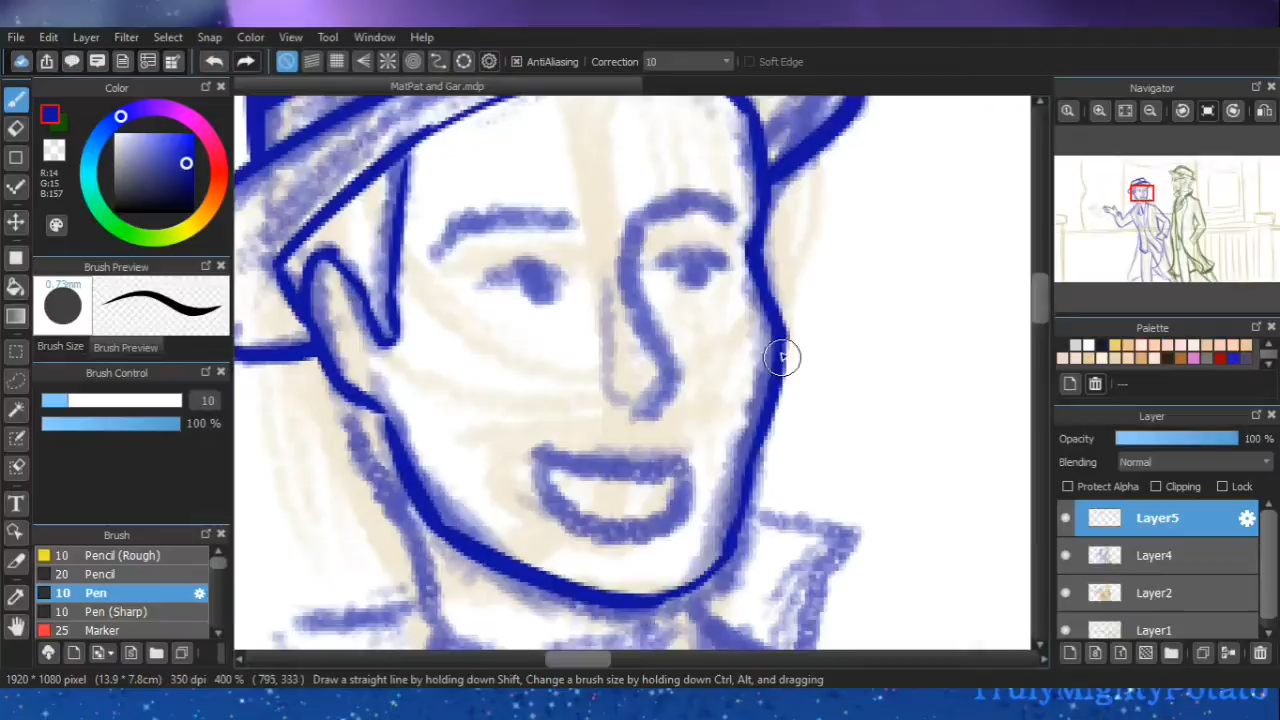 File Edit Layer Filter Select Snap Color View Tool Window Help
AntiAliasing Correction 10 Soft Edge
Color
MatPat and Gar.mdp
Navigator
R:14
G:15
B:157
Brush Preview
0.73mm
Brush Size Brush Preview
Palette
---
Brush Control
10
100 %
Layer
Opacity 100 %
Blending Normal
Protect Alpha Clipping Lock
Layer5
Layer4
Layer2
Layer1
Brush
10 Pencil (Rough)
20 Pencil
10 Pen
10 Pen (Sharp)
25 Marker
1920 * 1080 pixel (13.9 * 7.8cm) 350 dpi 400 % (795, 333) Draw a straight line by holding down Shift, Change a brush size by holding down Ctrl, Alt, and dragging
TrulyMightyPotato